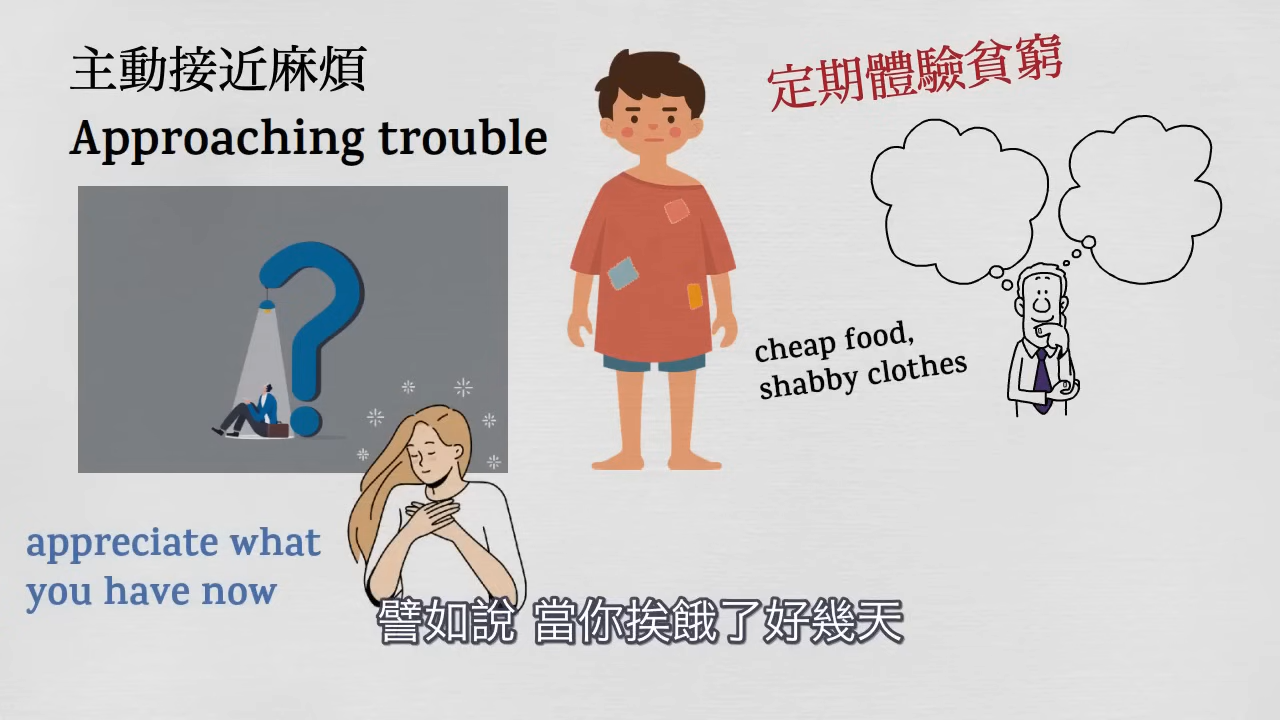 主動接近麻煩
Approaching trouble
定期體驗貧窮
cheap food,
shabby clothes
appreciate what
you have now
譬如說 當你挨餓了好幾天